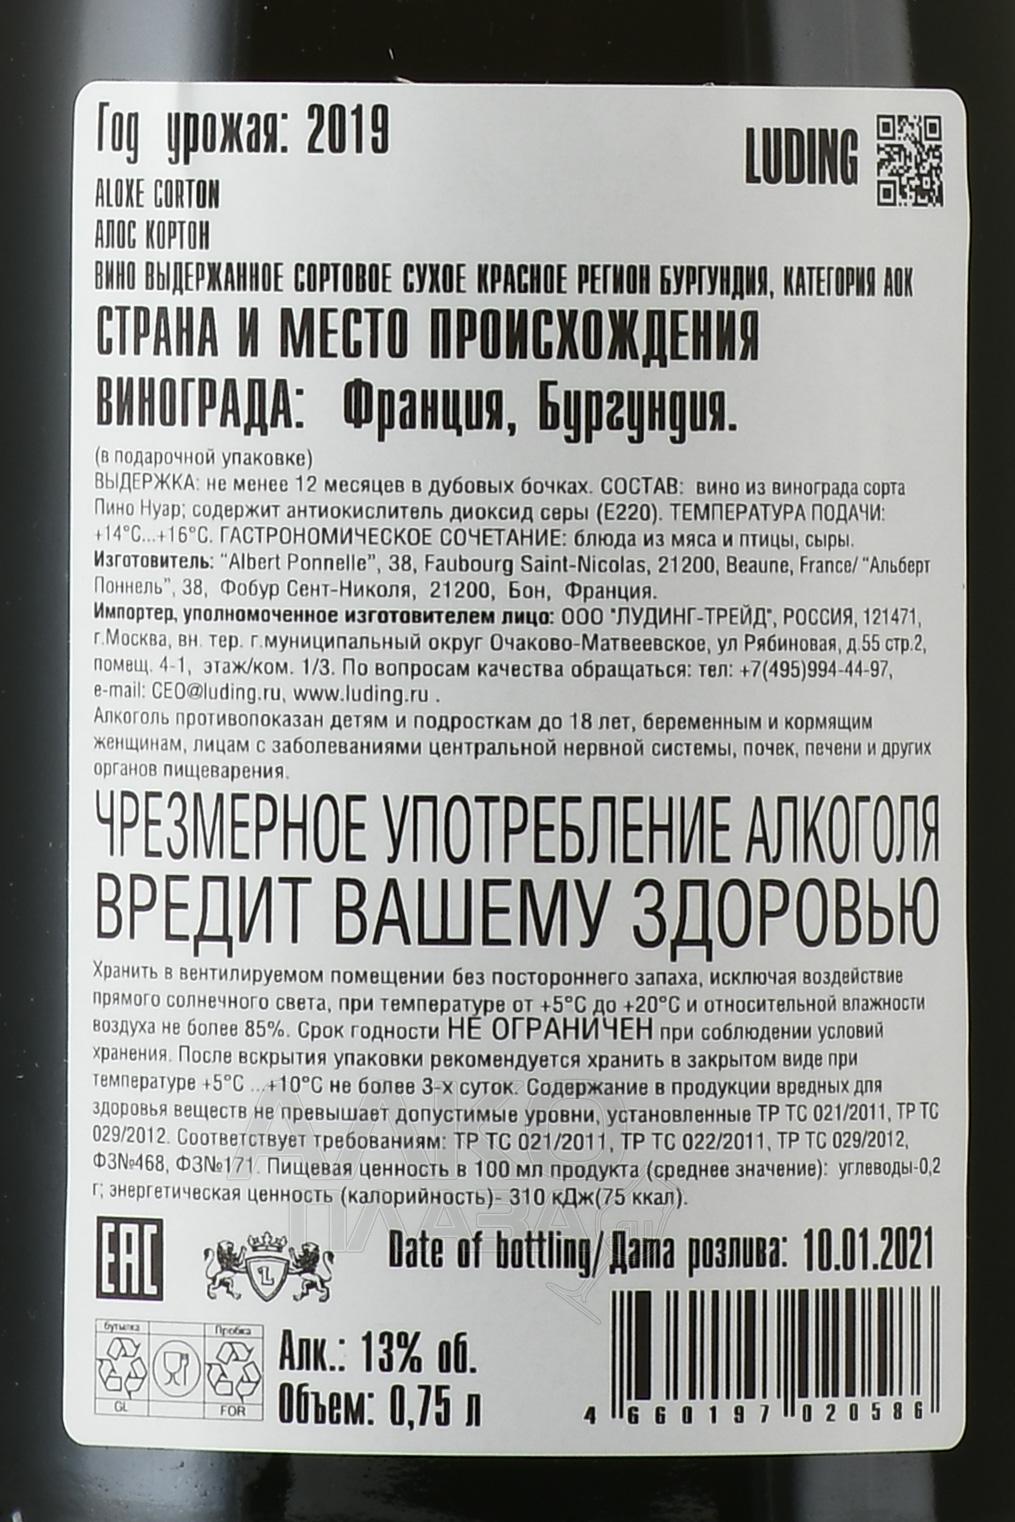 Год урожая: 2019
LUDING
ALOXE CORTON
АЛОС КОРТОН
ВИНО ВЫДЕРЖАННОЕ СОРТОВОЕ СУХОЕ КРАСНОЕ РЕГИОН БУРГУНДИЯ, КАТЕГОРИЯ АОК
СТРАНА И МЕСТО ПРОИСХОЖДЕНИЯ
ВИНОГРАДА: Франция, Бургундия.
(в подарочной упаковке)
ВЫДЕРЖКА: не менее 12 месяцев в дубовых бочках. СОСТАВ: вино из винограда сорта
Пино Нуар; содержит антиокислитель диоксид серы (Е220). ТЕМПЕРАТУРА ПОДАЧИ:
+14°С...+16°С. ГАСТРОНОМИЧЕСКОЕ СОЧЕТАНИЕ: блюда из мяса и птицы, сыры.
Изготовитель: "Albert Ponnelle", 38, Faubourg Saint-Nicolas, 21200, Beaune, France/ "Альберт
Поннель", 38, Фобур Сент-Николя, 21200, Бон, Франция.
Импортер, уполномоченное изготовителем лицо: ООО "ЛУДИНГ-ТРЕЙД", РОССИЯ, 121471,
г.Москва, вн. тер. г.муниципальный округ Очаково-Матвеевское, ул Рябиновая, д.55 стр.2,
помещ. 4-1, этаж/ком. 1/3. По вопросам качества обращаться: тел: +7(495)994-44-97,
e-mail: CEO@luding.ru, www.luding.ru .
Алкоголь противопоказан детям и подросткам до 18 лет, беременным и кормящим
женщинам, лицам с заболеваниями центральной нервной системы, почек, печени и других
органов пищеварения.
ЧРЕЗМЕРНОЕ УПОТРЕБЛЕНИЕ АЛКОГОЛЯ
ВРЕДИТ ВАШЕМУ ЗДОРОВЬЮ
Хранить в вентилируемом помещении без постороннего запаха, исключая воздействие
прямого солнечного света, при температуре от +5°С до +20°С и относительной влажности
воздуха не более 85%. Срок годности НЕ ОГРАНИЧЕН при соблюдении условий
хранения. После вскрытия упаковки рекомендуется хранить в закрытом виде при
температуре +5°С ...+10°С не более 3-х суток. Содержание в продукции вредных для
здоровья веществ не превышает допустимые уровни, установленные ТР ТС 021/2011, ТР ТС
029/2012. Соответствует требованиям: ТР ТС 021/2011, ТР ТС 022/2011, ТР ТС 029/2012,
ФЗ№468, ФЗ№171. Пищевая ценность в 100 мл продукта (среднее значение): углеводы-0,2
г; энергетическая ценность (калорийность)- 310 кДж(75 ккал).
АЛКО
ПЛАЗА.ru
EAC
L
Date of bottling/Дата розлива: 10.01.2021
бутылка Пробка
GL FOR
Алк.: 13% об.
Объем: 0,75 л
4 660197 020586